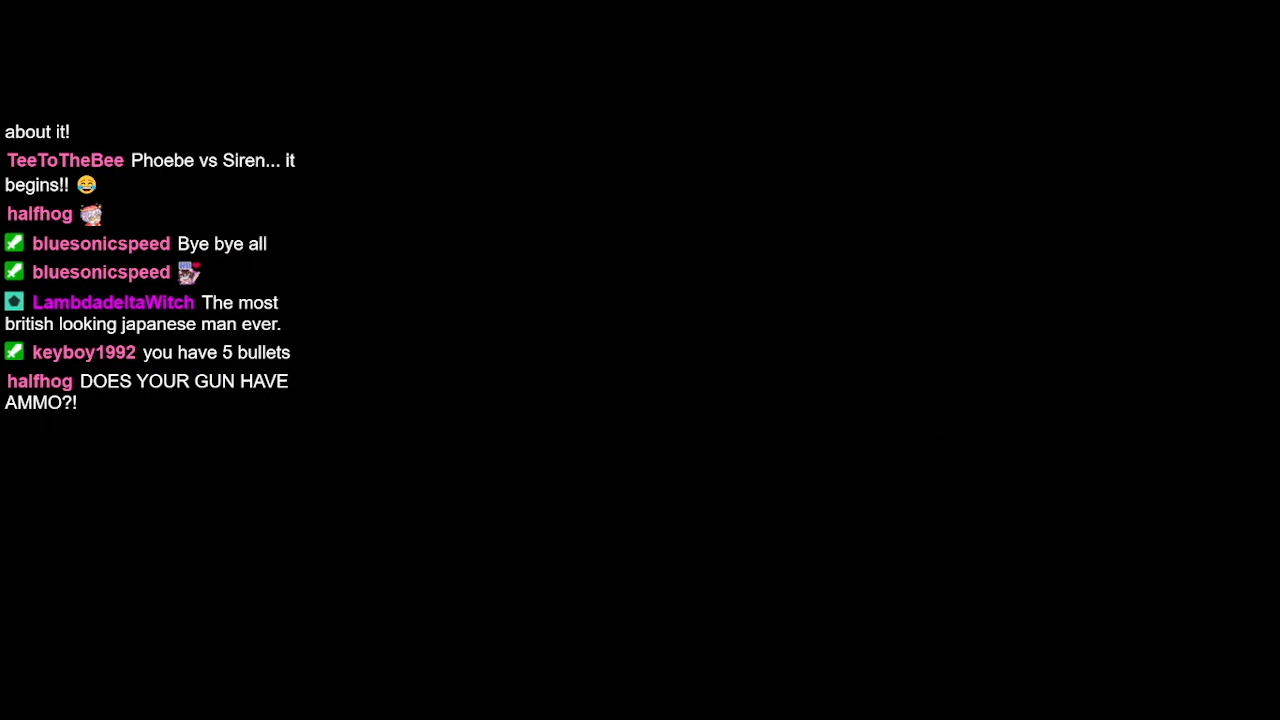 about it!
TeeToTheBee Phoebe vs Siren... it
begins!! 😂
halfhog
bluesonicspeed Bye bye all
bluesonicspeed
LambdadeltaWitch The most
british looking japanese man ever.
keyboy1992 you have 5 bullets
halfhog DOES YOUR GUN HAVE
AMMO?!